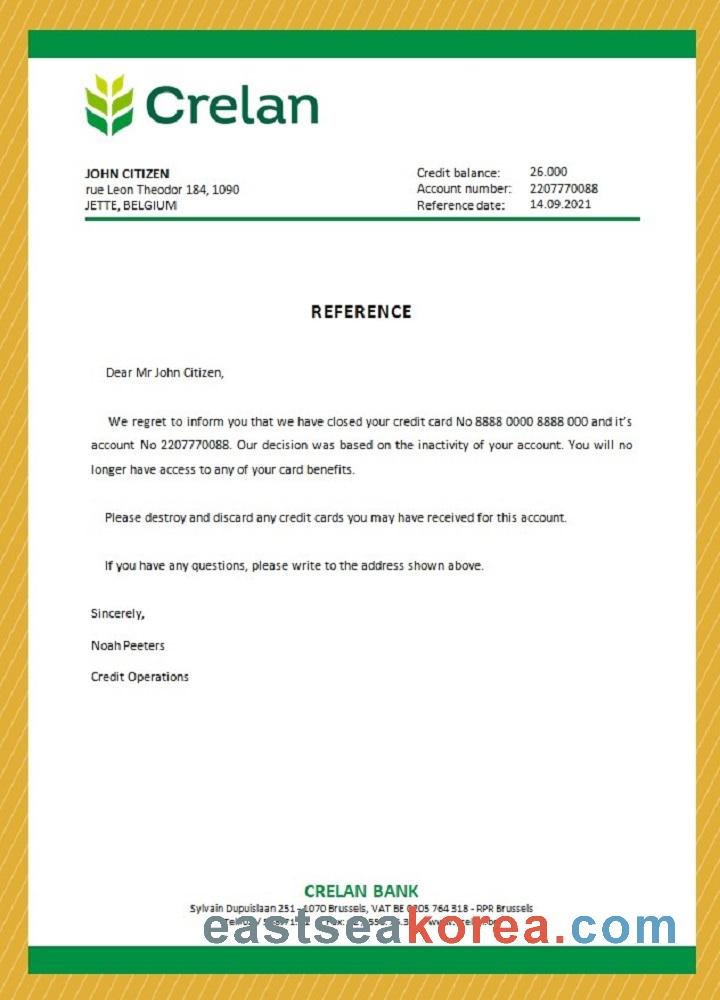 Crelan
JOHN CITIZEN
rue Leon Theodor 184, 1090
JETTE, BELGIUM
Credit balance: 26.000
Account number: 2207770088
Reference date: 14.09.2021
REFERENCE
Dear Mr John Citizen,
We regret to inform you that we have closed your credit card No 8888 0000 8888 000 and it's
account No 2207770088. Our decision was based on the inactivity of your account. You will no
longer have access to any of your card benefits.
Please destroy and discard any credit cards you may have received for this account.
If you have any questions, please write to the address shown above.
Sincerely,
Noah Peeters
Credit Operations
CRELAN BANK
Sylvain Dupuislaan 251 - 1070 Brussels, VAT BE 0205 764 318 - RPR Brussels
eastseakorea.com